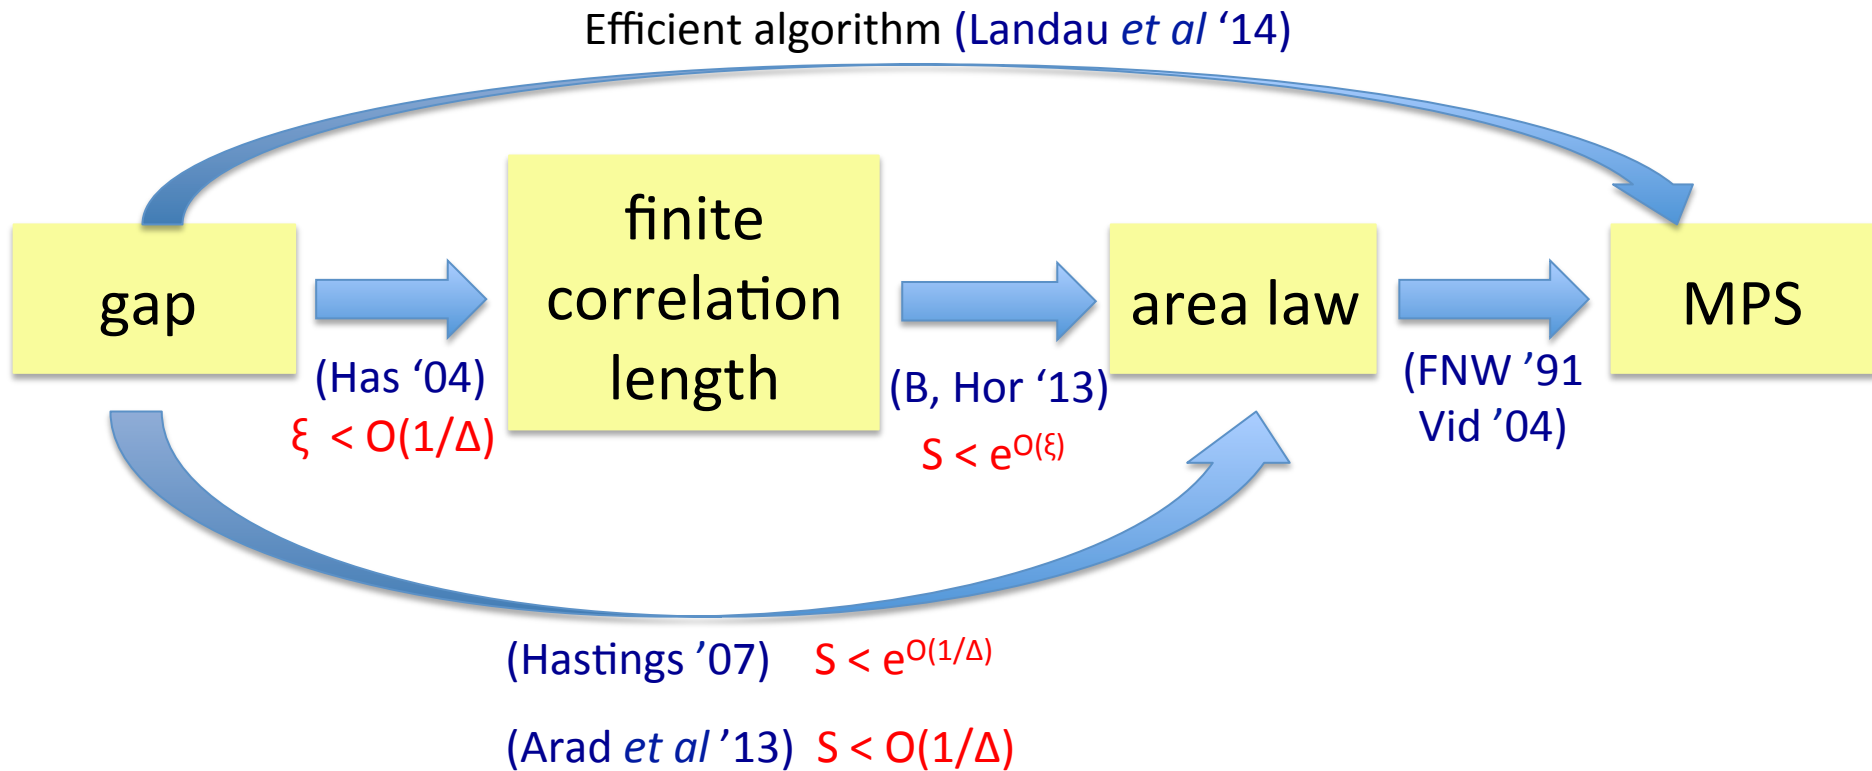 Efficient algorithm (Landau et al ‘14)
gap
(Has ‘04)
ξ < O(1/Δ)
finite
correlation
length
(B, Hor ‘13)
S < e^O(ξ)
area law
(FNW ’91
Vid ’04)
MPS
(Hastings ’07) S < e^O(1/Δ)
(Arad et al ’13) S < O(1/Δ)